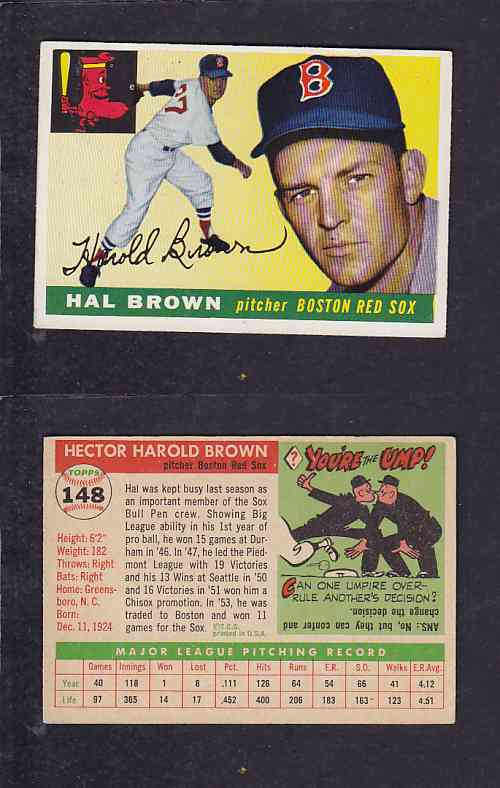 B
Harold Brown
HAL BROWN pitcher BOSTON RED SOX
HECTOR HAROLD BROWN
pitcher Boston Red Sox
TOPPS
148
Height: 6'2"
Weight: 182
Throws: Right
Bats: Right
Home: Greens-
boro, N. C.
Born:
Dec. 11, 1924
Hal was kept busy last season as
an important member of the Sox
Bull Pen crew. Showing Big
League ability in his 1st year of
pro ball, he won 15 games at Dur-
ham in '46. In '47, he led the Pied-
mont League with 19 Victories
and his 13 Wins at Seattle in '50
and 16 Victories in '51 won him a
Chisox promotion. In '53, he was
traded to Boston and won 11
games for the Sox.
©T.C.G.
printed in U.S.A.
? YOU'RE THE UMP!
CAN ONE UMPIRE OVER-
RULE ANOTHER'S DECISION?
ANS.: No, but they can confer and
change the decision.
MAJOR LEAGUE PITCHING RECORD
Games Innings Won Lost Pct. Hits Runs E.R. S.O. Walks E.R.Avg.
Year 40 118 1 8 .111 126 64 54 66 41 4.12
Life 97 365 14 17 .452 400 206 183 163 123 4.51